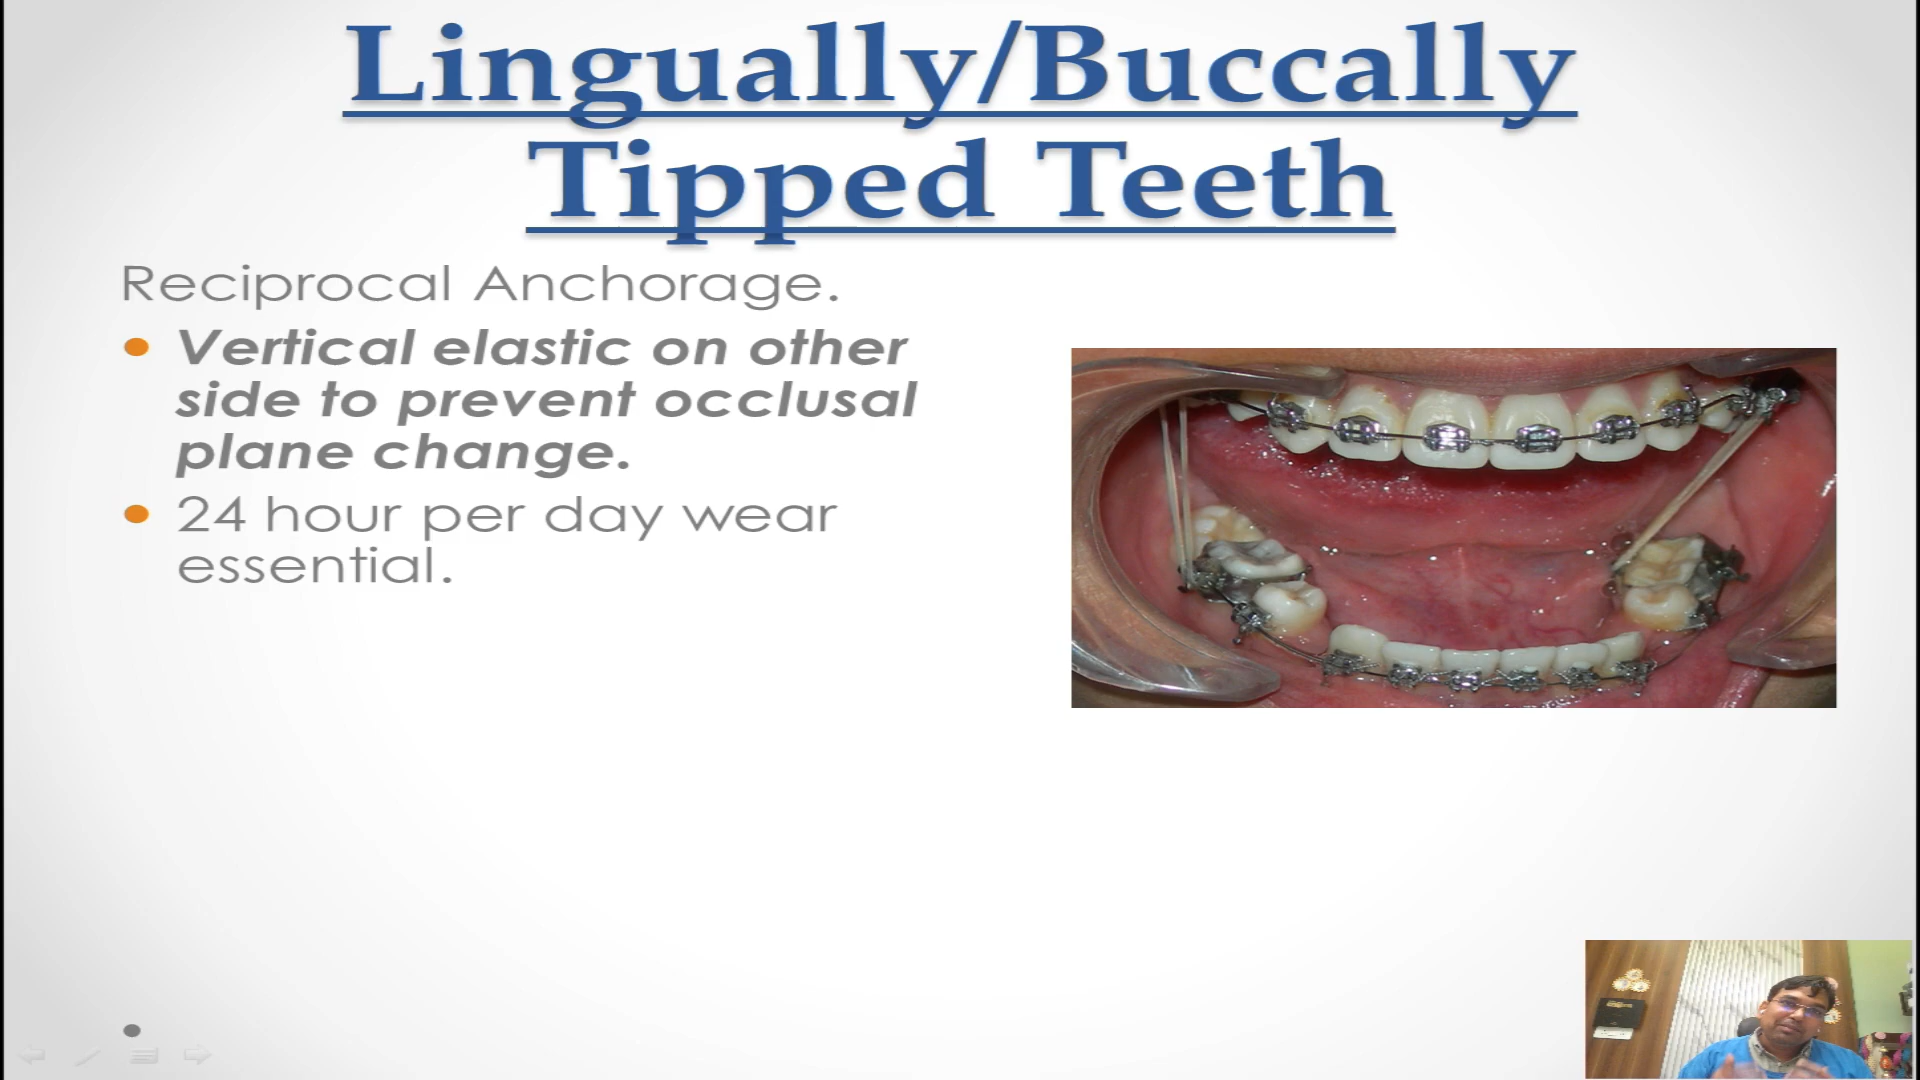 Lingually/Buccally
Tipped Teeth
Reciprocal Anchorage.
Vertical elastic on other
side to prevent occlusal
plane change.
24 hour per day wear
essential.